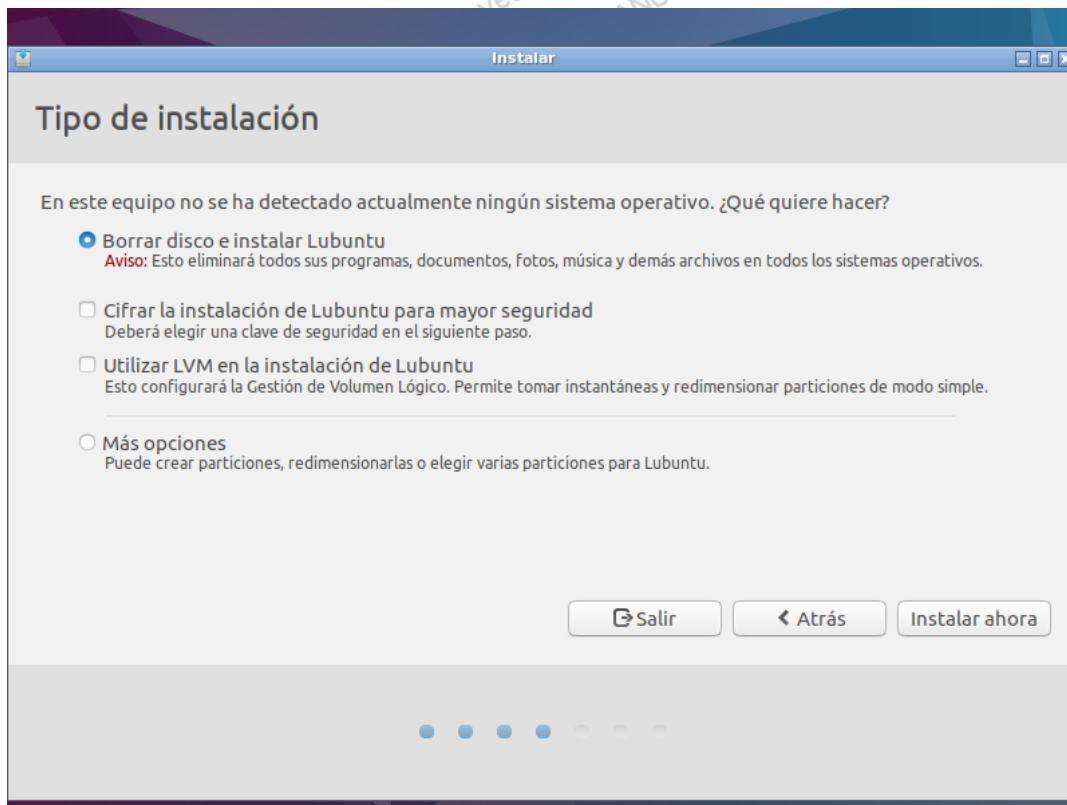 Instalar
Tipo de instalación
En este equipo no se ha detectado actualmente ningún sistema operativo. ¿Qué quiere hacer?
Borrar disco e instalar Lubuntu
Aviso: Esto eliminará todos sus programas, documentos, fotos, música y demás archivos en todos los sistemas operativos.
Cifrar la instalación de Lubuntu para mayor seguridad
Deberá elegir una clave de seguridad en el siguiente paso.
Utilizar LVM en la instalación de Lubuntu
Esto configurará la Gestión de Volumen Lógico. Permite tomar instantáneas y redimensionar particiones de modo simple.
Más opciones
Puede crear particiones, redimensionarlas o elegir varias particiones para Lubuntu.
Salir
Atrás
Instalar ahora